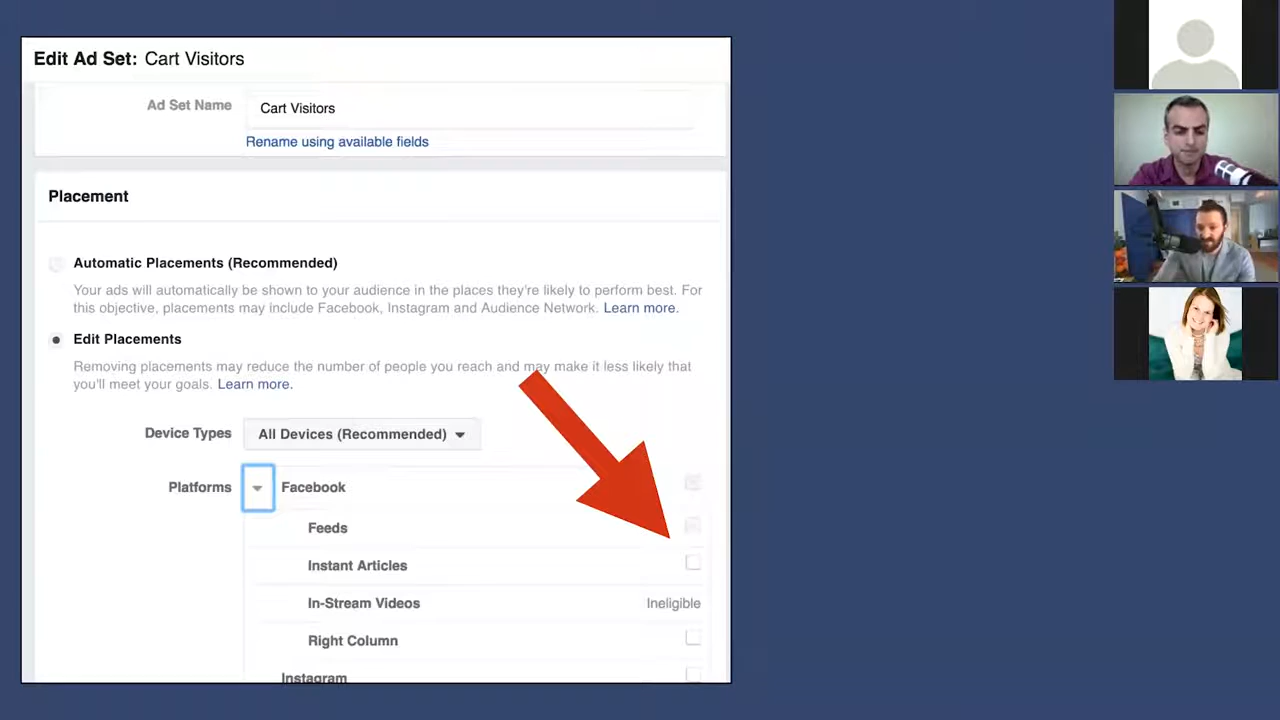 Edit Ad Set: Cart Visitors
Ad Set Name
Cart Visitors
Rename using available fields
Placement
Automatic Placements (Recommended)
Your ads will automatically be shown to your audience in the places they're likely to perform best. For
this objective, placements may include Facebook, Instagram and Audience Network. Learn more.
Edit Placements
Removing placements may reduce the number of people you reach and may make it less likely that
you'll meet your goals. Learn more.
Device Types
All Devices (Recommended)
Platforms
Facebook
Feeds
Instant Articles
In-Stream Videos
Ineligible
Right Column
Instagram